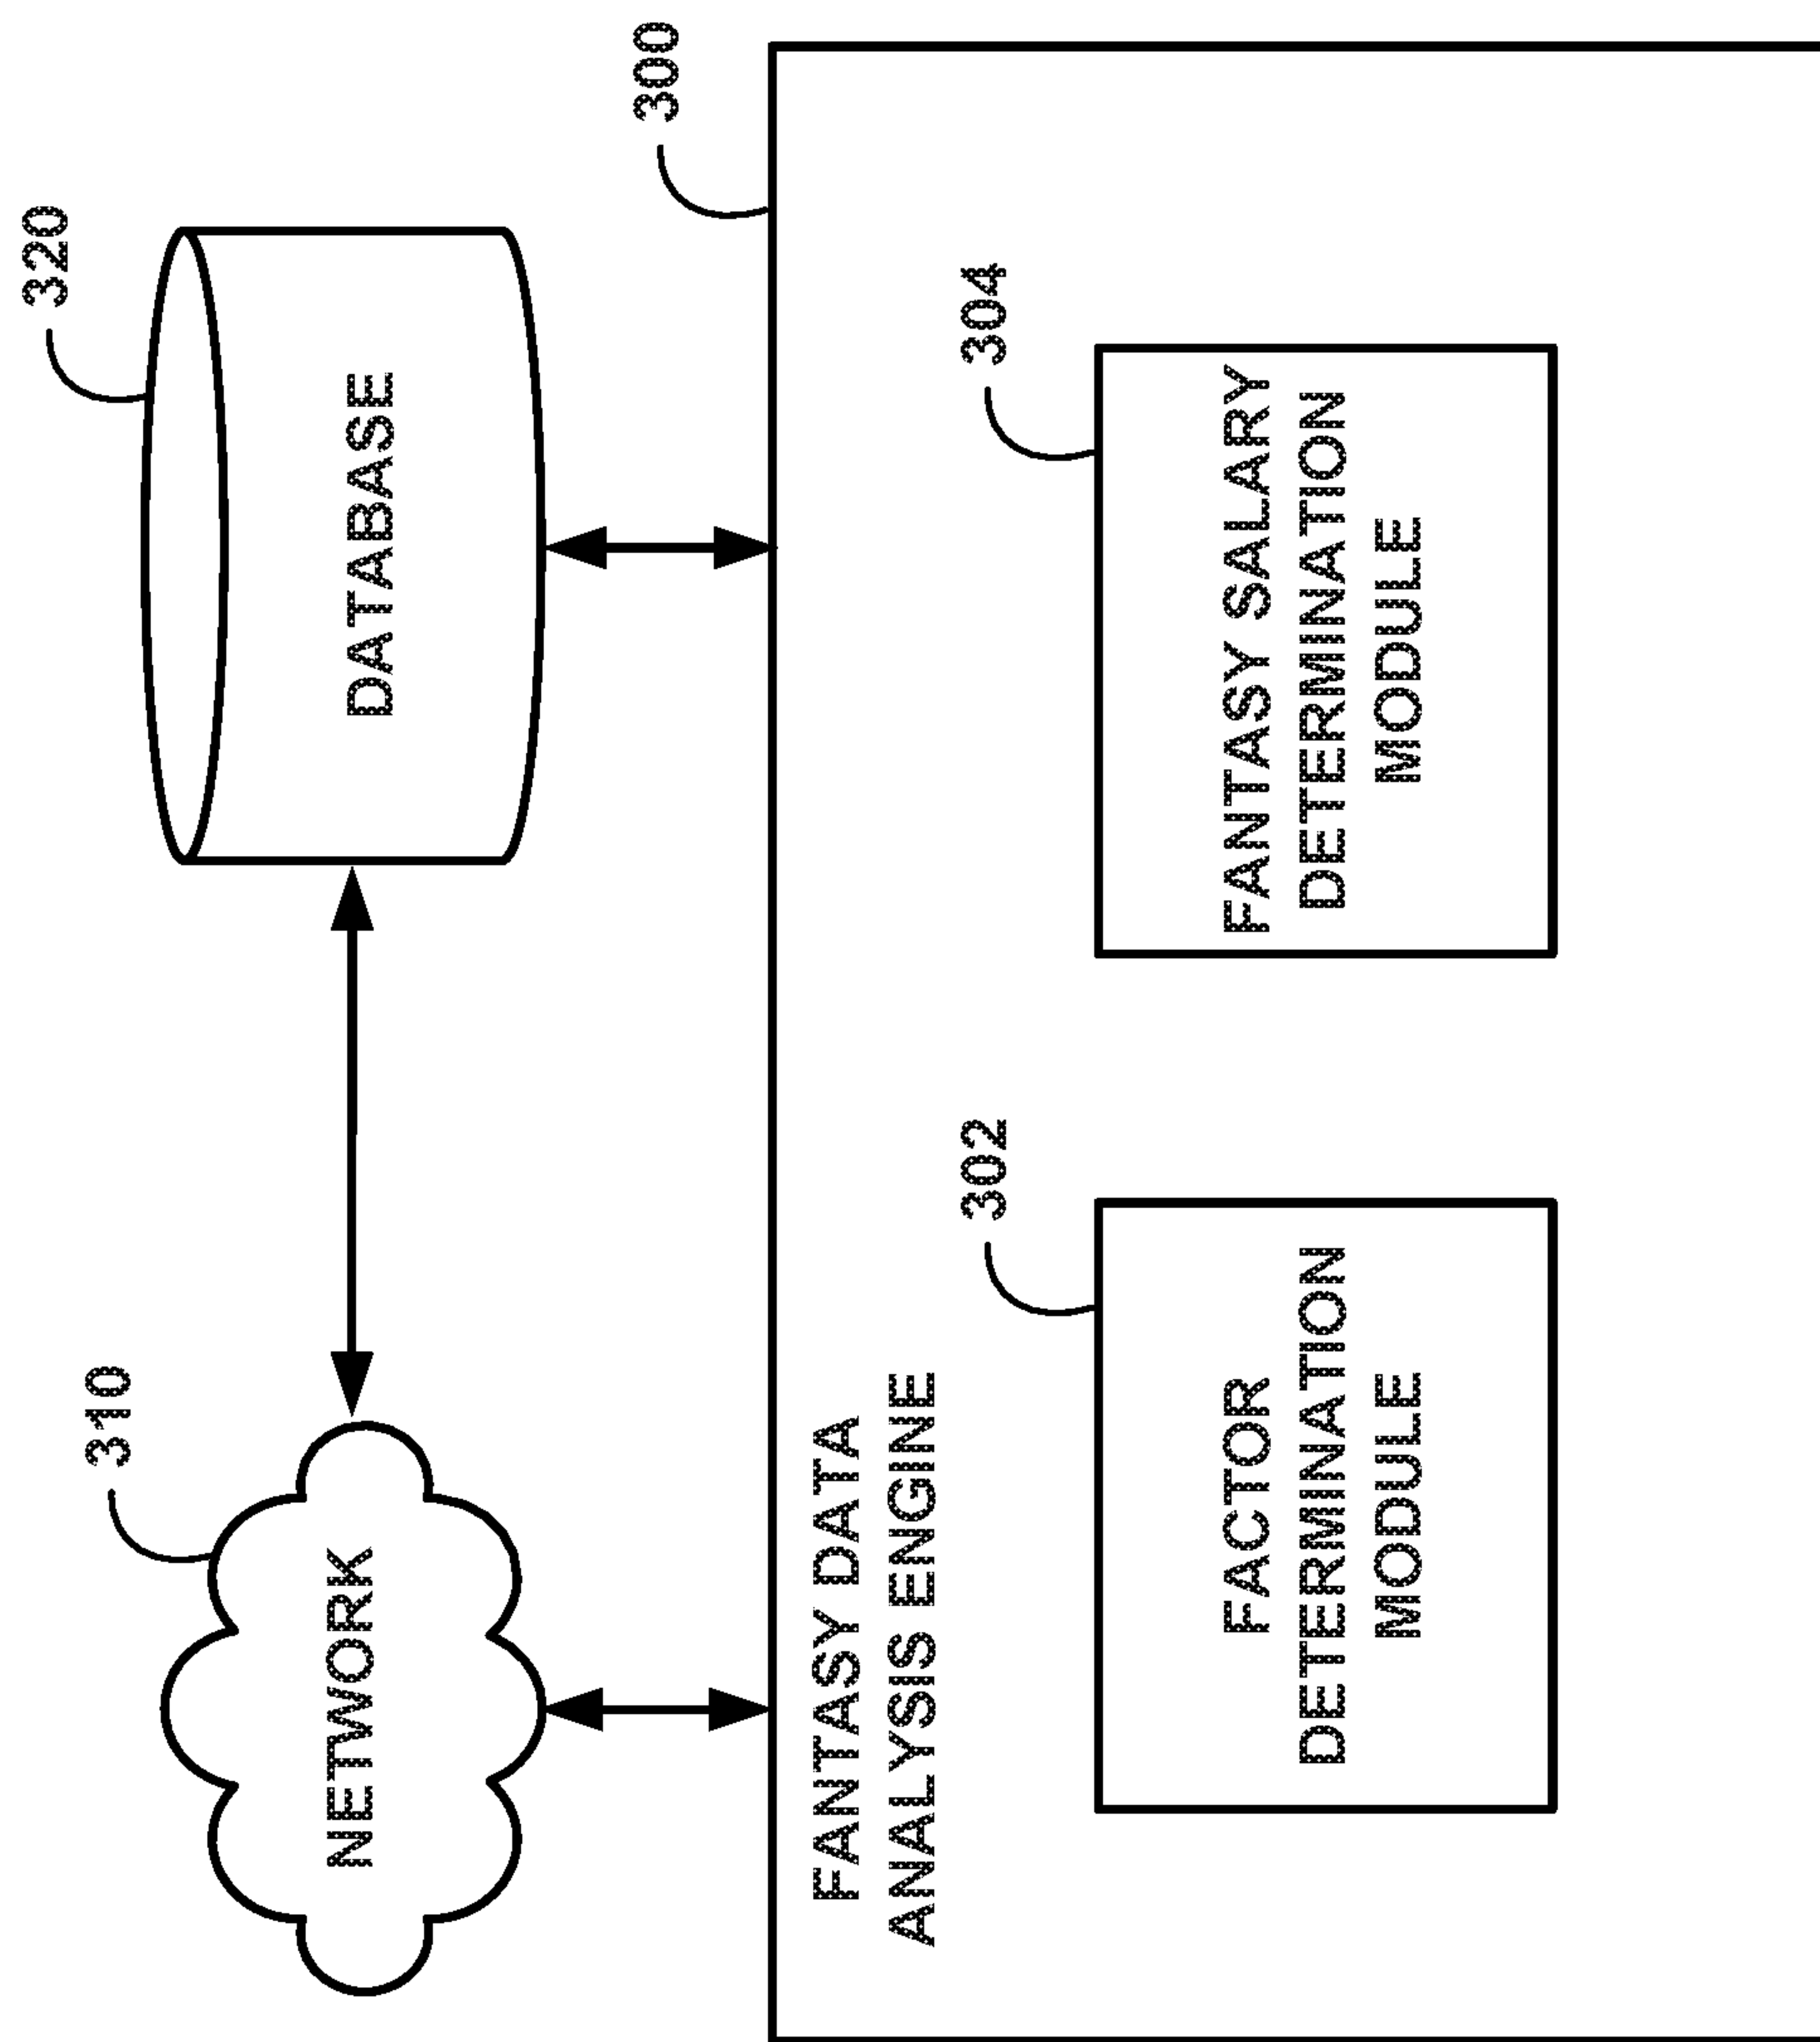 320
310
DATABASE
NETWORK
300
FANTASY DATA
ANALYSIS ENGINE
302
304
FACTOR
DETERMINATION
MODULE
FANTASY SALARY
DETERMINATION
MODULE